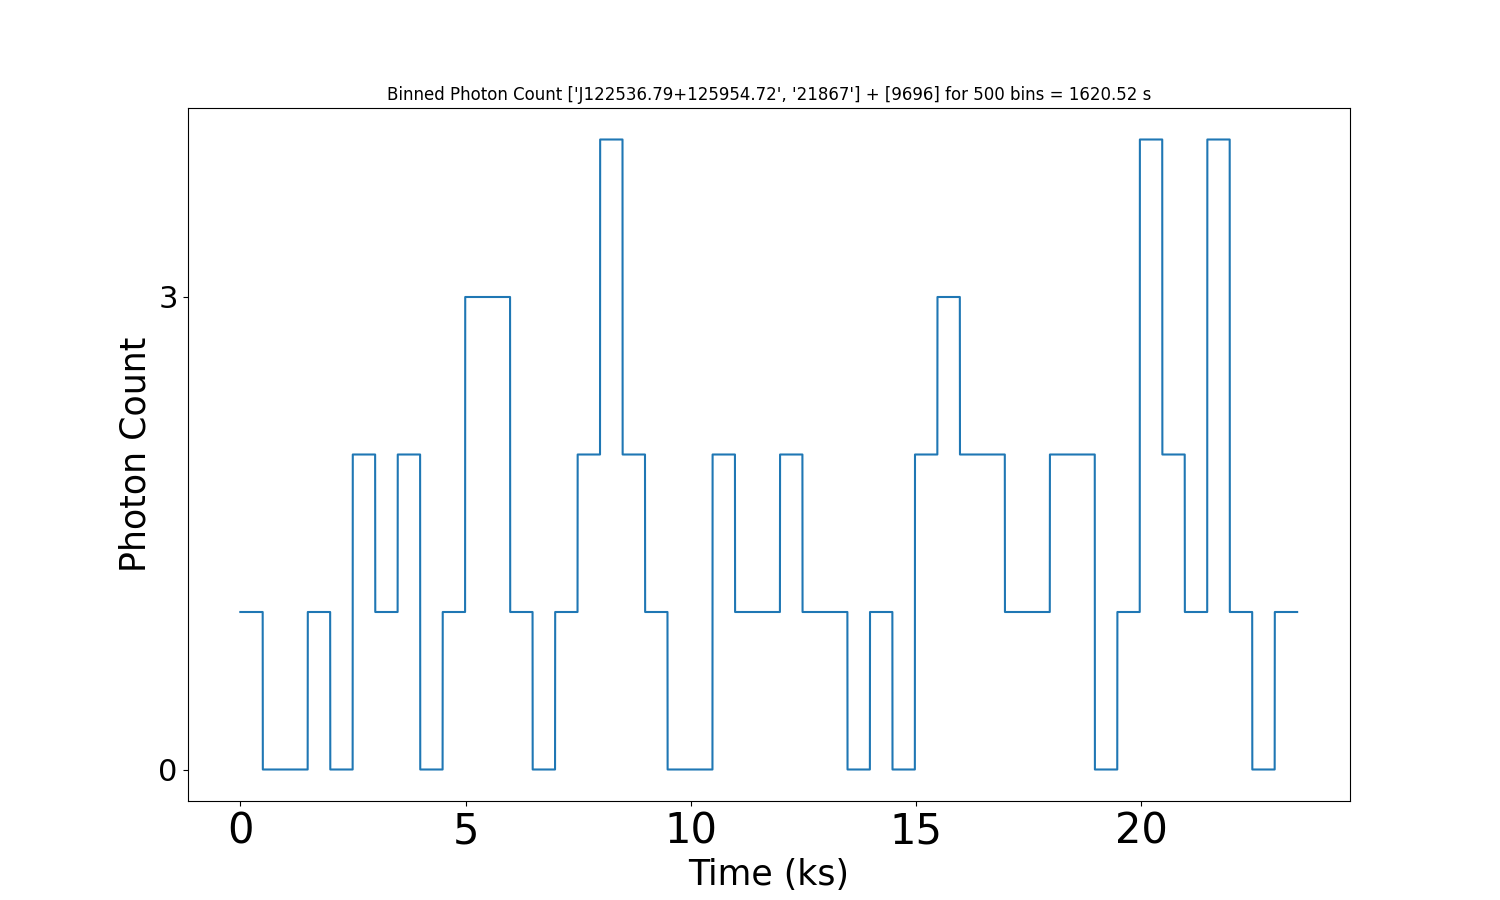 Binned Photon Count ['J122536.79+125954.72', '21867'] + [9696] for 500 bins = 1620.52 s
3
Photon Count
0
0 5 10 15 20
Time (ks)